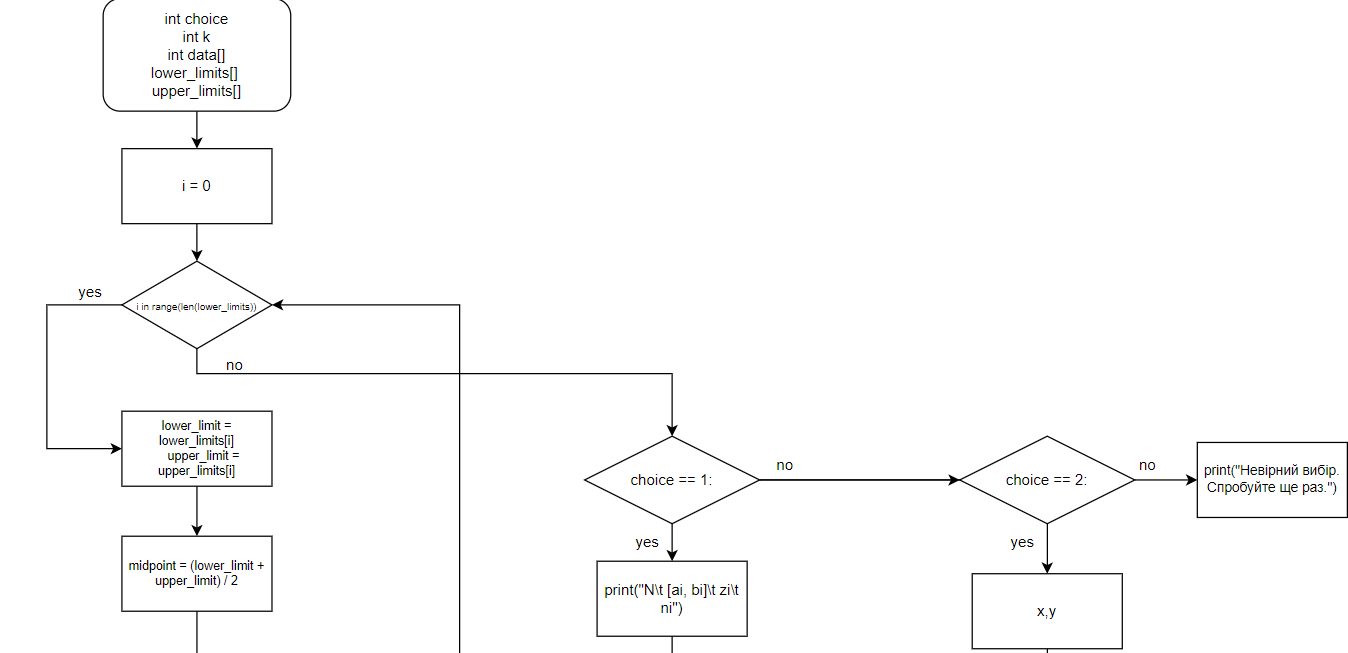 int choice
int k
int data[]
lower_limits[]
upper_limits[]
i = 0
yes
i in range(len(lower_limits))
no
lower_limit =
lower_limits[i]
upper_limit =
upper_limits[i]
midpoint = (lower_limit +
upper_limit) / 2
choice == 1:
no
yes
print("N\t [ai, bi]\t zi\t
ni")
choice == 2:
no
yes
x,y
print("Невірний вибір.
Спробуйте ще раз.")